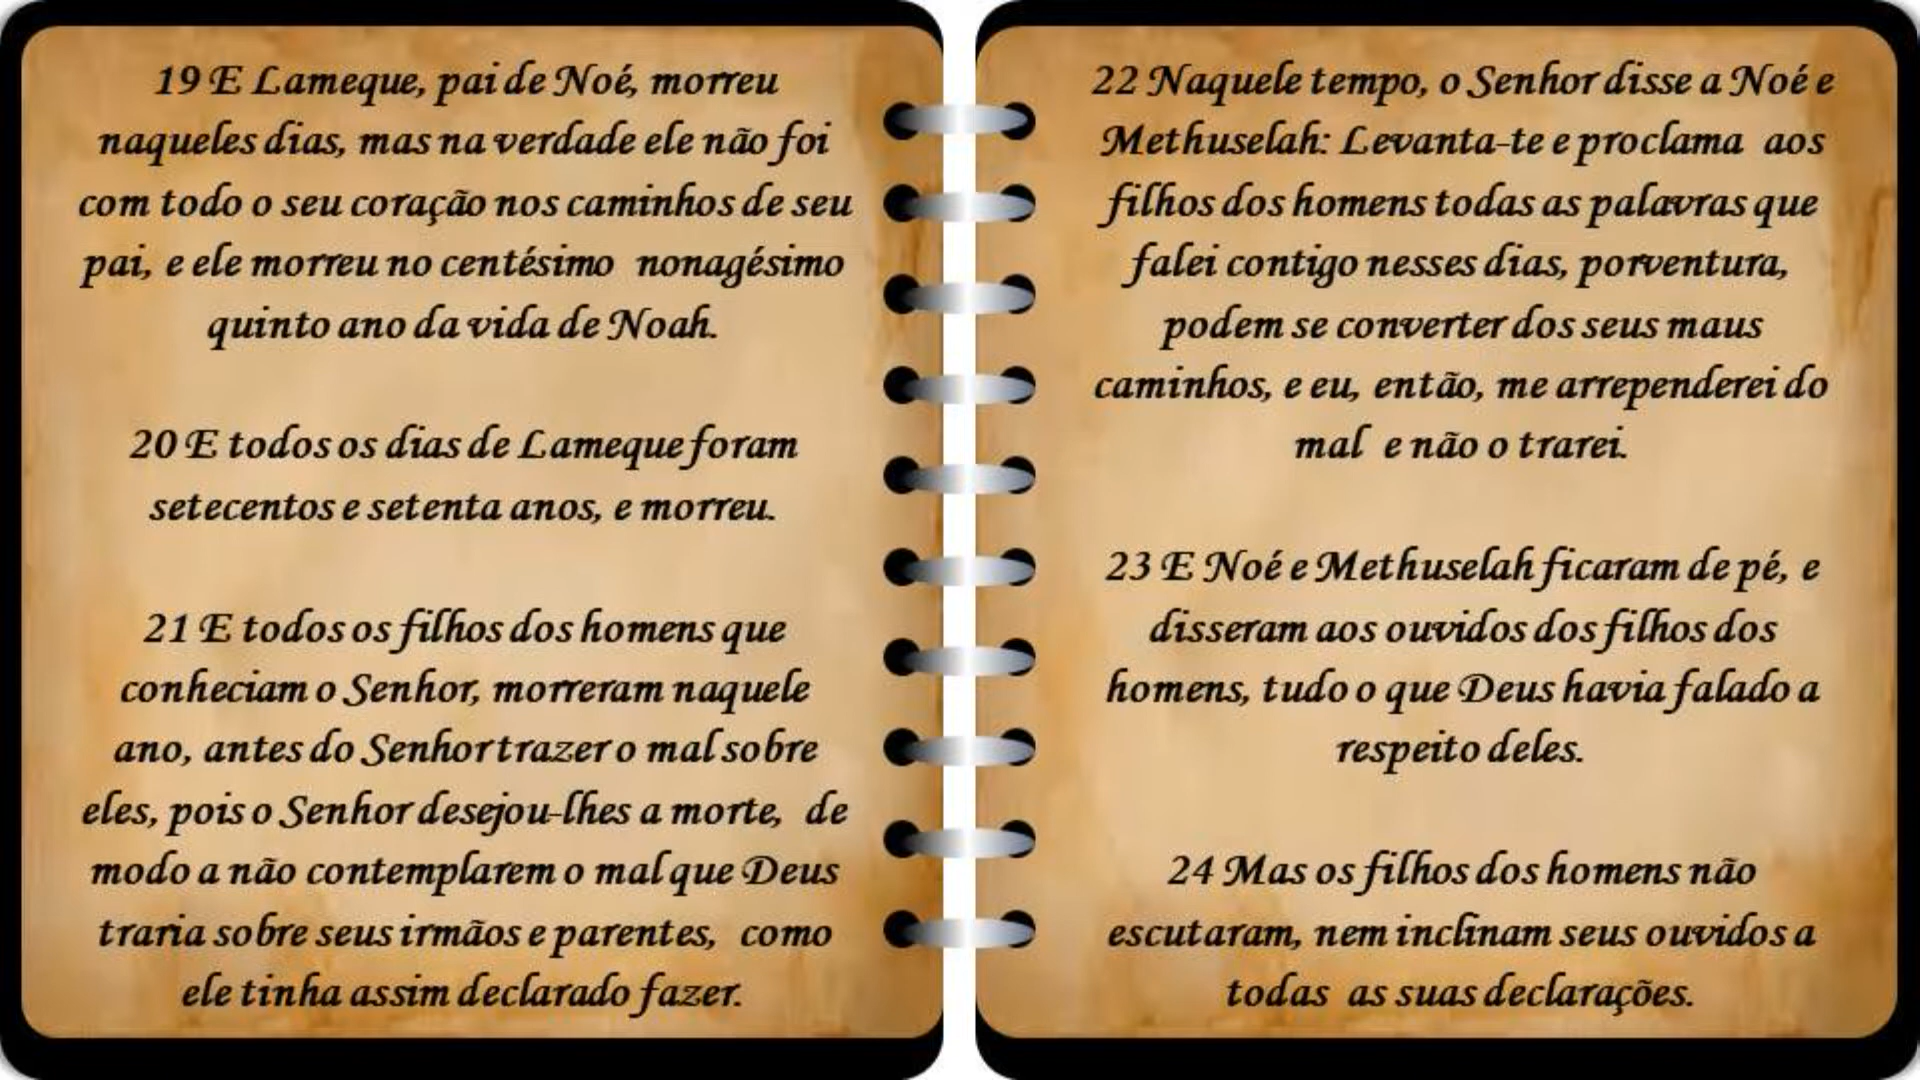 19 E Lameque, pai de Noé, morreu
naqueles dias, mas na verdade ele não foi
com todo o seu coração nos caminhos de seu
pai, e ele morreu no centésimo nonagésimo
quinto ano da vida de Noah.
20 E todos os dias de Lameque foram
setecentos e setenta anos, e morreu.
21 E todos os filhos dos homens que
conheciam o Senhor, morreram naquele
ano, antes do Senhor trazer o mal sobre
eles, pois o Senhor desejou-lhes a morte, de
modo a não contemplarem o mal que Deus
traria sobre seus irmãos e parentes, como
ele tinha assim declarado fazer.
22 Naquele tempo, o Senhor disse a Noé e
Methuselah: Levanta-te e proclama aos
filhos dos homens todas as palavras que
falei contigo nesses dias, porventura,
podem se converter dos seus maus
caminhos, e eu, então, me arrependerei do
mal e não o trarei.
23 E Noé e Methuselah ficaram de pé, e
disseram aos ouvidos dos filhos dos
homens, tudo o que Deus havia falado a
respeito deles.
24 Mas os filhos dos homens não
escutaram, nem inclinam seus ouvidos a
todas as suas declarações.